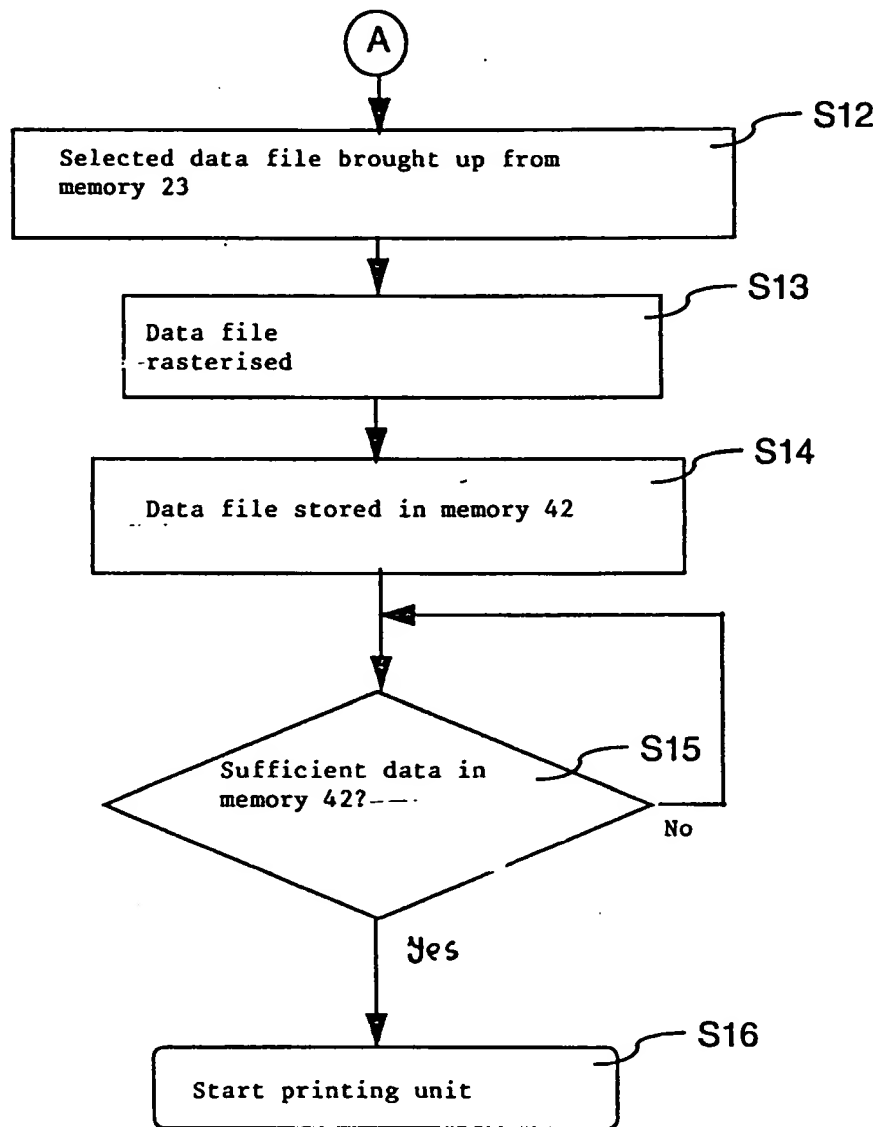 A
S12
Selected data file brought up from
memory 23
S13
Data file
rasterised
S14
Data file stored in memory 42
S15
Sufficient data in
memory 42?
No
Yes
S16
Start printing unit